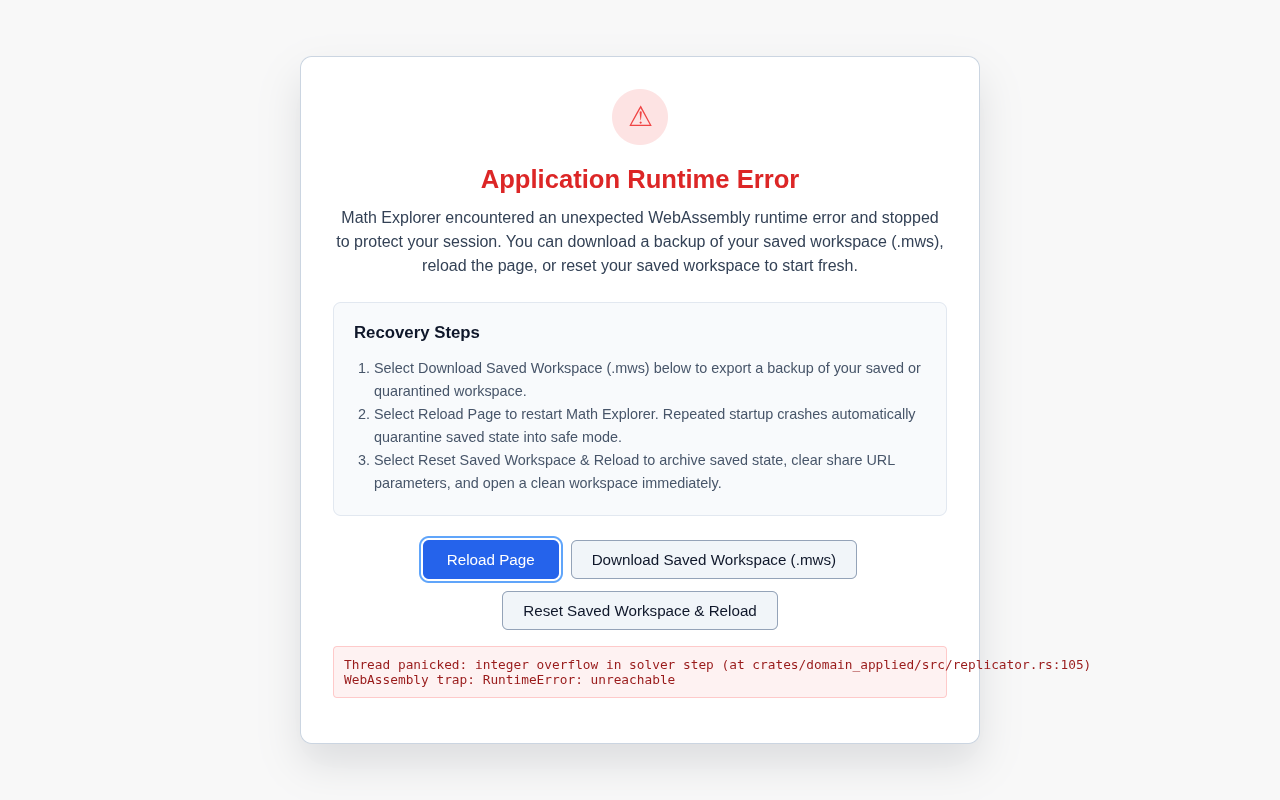 Application Runtime Error
Math Explorer encountered an unexpected WebAssembly runtime error and stopped
to protect your session. You can download a backup of your saved workspace (.mws),
reload the page, or reset your saved workspace to start fresh.
Recovery Steps
1. Select Download Saved Workspace (.mws) below to export a backup of your saved or
quarantined workspace.
2. Select Reload Page to restart Math Explorer. Repeated startup crashes automatically
quarantine saved state into safe mode.
3. Select Reset Saved Workspace & Reload to archive saved state, clear share URL
parameters, and open a clean workspace immediately.
Reload Page
Download Saved Workspace (.mws)
Reset Saved Workspace & Reload
Thread panicked: integer overflow in solver step (at crates/domain_applied/src/replicator.rs:105)
WebAssembly trap: RuntimeError: unreachable